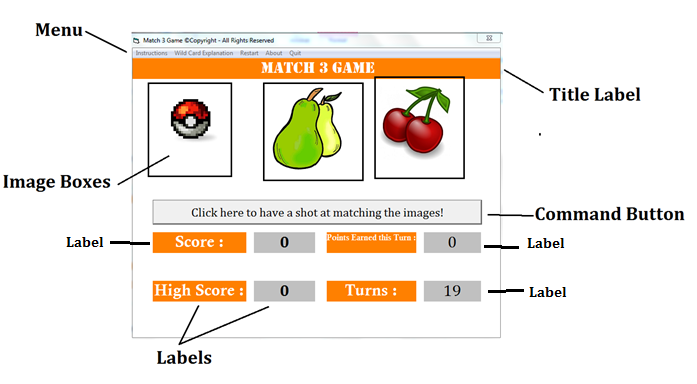 Menu
Match 3 Game ©Copyright - All Rights Reserved
Instructions Wild Card Explanation Restart About Quit
MATCH 3 GAME
Title Label
Image Boxes
Click here to have a shot at matching the images!
Command Button
Label
Score :
0
Points Earned this Turn :
0
Label
High Score :
0
Turns :
19
Label
Labels